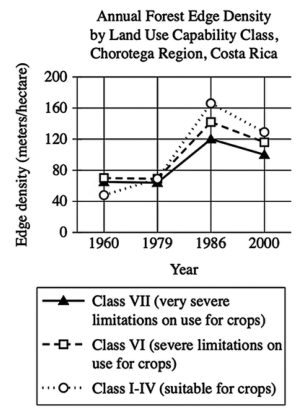 Annual Forest Edge Density
by Land Use Capability Class,
Chorotega Region, Costa Rica
Edge density (meters/hectare)
200
160
120
80
40
0
1960 1979 1986 2000
Year
Class VII (very severe
limitations on use for crops)
Class VI (severe limitations on
use for crops)
Class I-IV (suitable for crops)